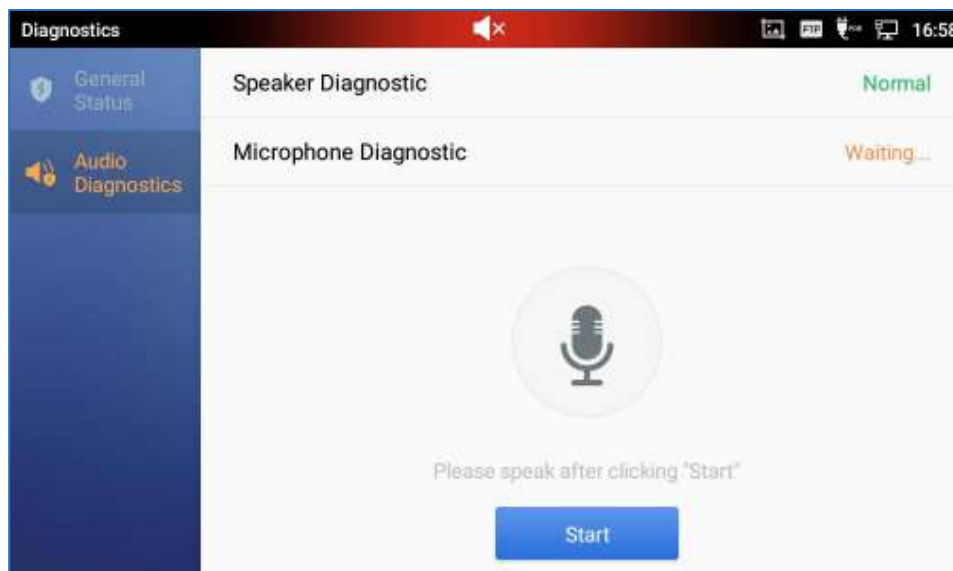 Diagnostics
FTP
16:58
General
Status
Audio
Diagnostics
Speaker Diagnostic
Normal
Microphone Diagnostic
Waiting...
Please speak after clicking "Start"
Start